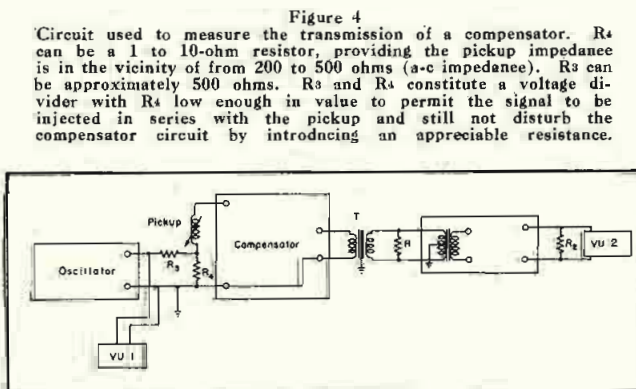 Figure 4
Circuit used to measure the transmission of a compensator. R4
can be a 1 to 10-ohm resistor, providing the pickup impedance
is in the vicinity of from 200 to 500 ohms (a-c impedance). R3 can
be approximately 500 ohms. R3 and R4 constitute a voltage di-
vider with R4 low enough in value to permit the signal to be
injected in series with the pickup and still not disturb the
compensator circuit by introducing an appreciable resistance.
Pickup
T
Oscillator
R3
R4
Compensator
R
R2
VU 2
VU 1